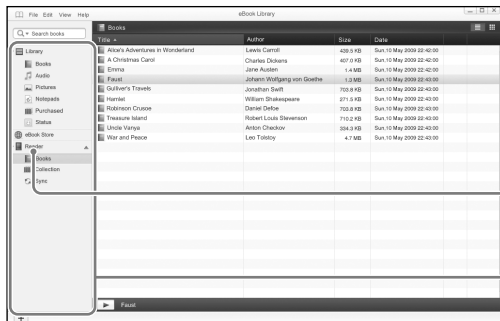 File Edit View Help
eBook Library
Search books
Books
Title Author Size Date
Library
Books
Audio
Pictures
Notepads
Purchased
Status
eBook Store
Reader
Books
Collection
Sync
Alice's Adventures in Wonderland Lewis Carroll 439.5 KB Sun,10 May 2009 22:42:00
A Christmas Carol Charles Dickens 407.0 KB Sun,10 May 2009 22:42:00
Emma Jane Austen 1.4 MB Sun,10 May 2009 22:42:00
Faust Johann Wolfgang von Goethe 1.3 MB Sun,10 May 2009 22:42:00
Gulliver's Travels Jonathan Swift 703.8 KB Sun,10 May 2009 22:43:00
Hamlet William Shakespeare 271.5 KB Sun,10 May 2009 22:43:00
Robinson Crusoe Daniel Defoe 703.8 KB Sun,10 May 2009 22:43:00
Treasure Island Robert Louis Stevenson 710.2 KB Sun,10 May 2009 22:43:00
Uncle Vanya Anton Checkov 334.3 KB Sun,10 May 2009 22:43:00
War and Peace Leo Tolstoy 4.7 MB Sun,10 May 2009 22:43:00
Faust